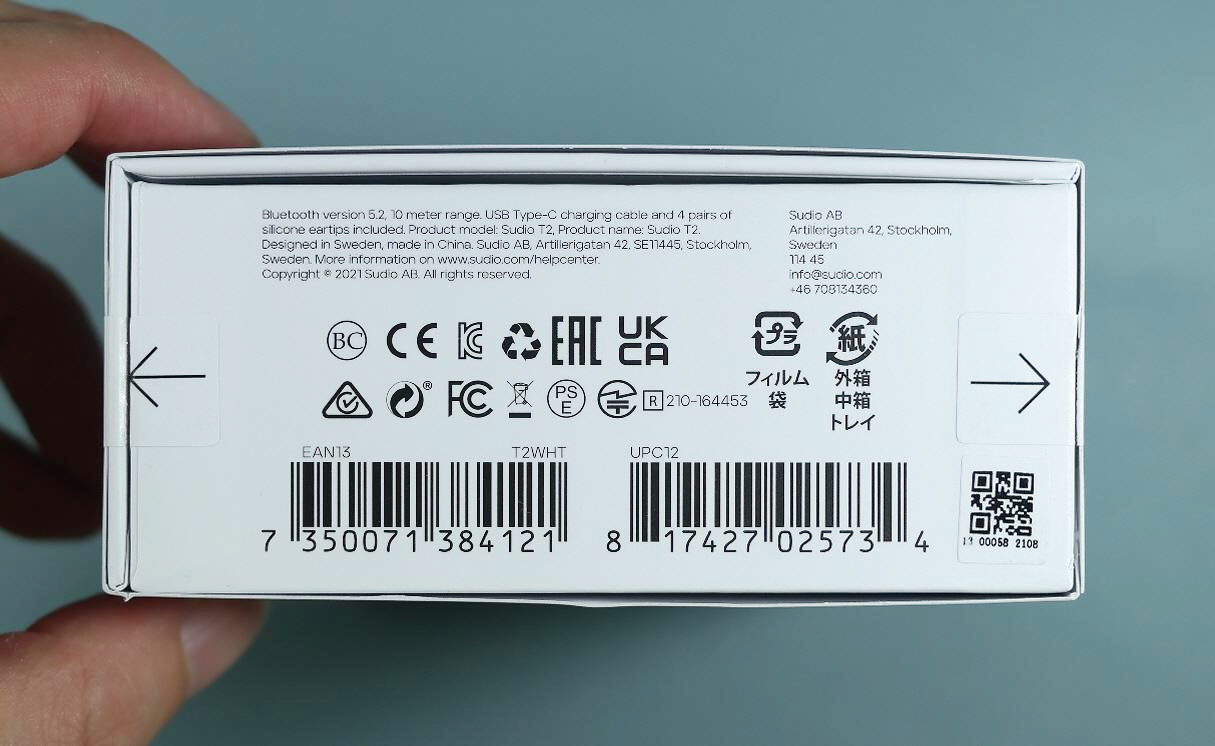 Bluetooth version 5.2, 10 meter range. USB Type-C charging cable and 4 pairs of
silicone eartips included. Product model: Sudio T2, Product name: Sudio T2.
Designed in Sweden, made in China. Sudio AB, Artillerigatan 42, SE11445, Stockholm,
Sweden. More information on www.sudio.com/helpcenter.
Copyright © 2021 Sudio AB. All rights reserved.
Sudio AB
Artillerigatan 42, Stockholm,
Sweden
114 45
info@sudio.com
+46 708134360
BC CE EAC UK
CA
プラ
紙
フィルム
袋
外箱
中箱
トレイ
® FC PS
E
R 210-164453
EAN13 T2WHT
7 350071 384121
UPC12
8 17427 02573 4
13 00058 2108